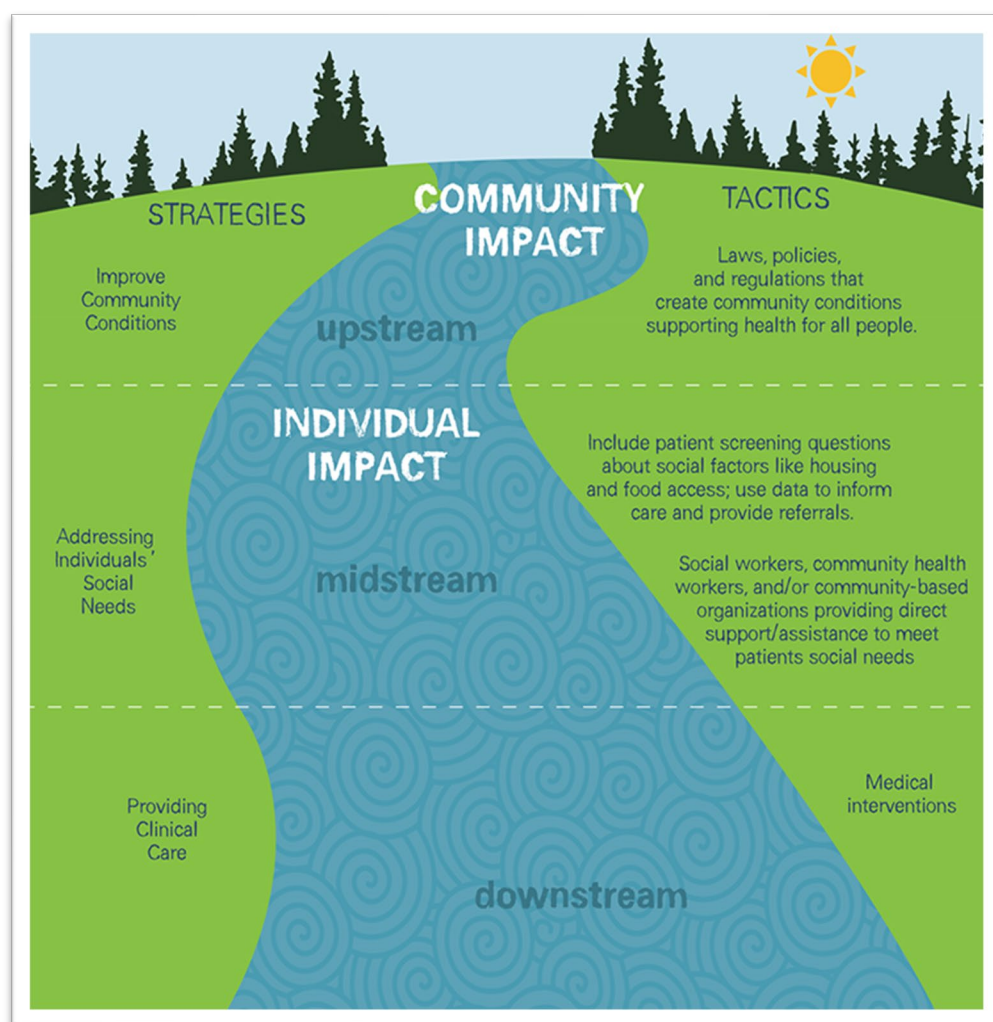 STRATEGIES
COMMUNITY
IMPACT
TACTICS
Improve
Community
Conditions
upstream
Laws, policies,
and regulations that
create community conditions
supporting health for all people.
INDIVIDUAL
IMPACT
Addressing
Individuals’
Social
Needs
midstream
Include patient screening questions
about social factors like housing
and food access; use data to inform
care and provide referrals.
Social workers, community health
workers, and/or community-based
organizations providing direct
support/assistance to meet
patients social needs
Providing
Clinical
Care
downstream
Medical
interventions